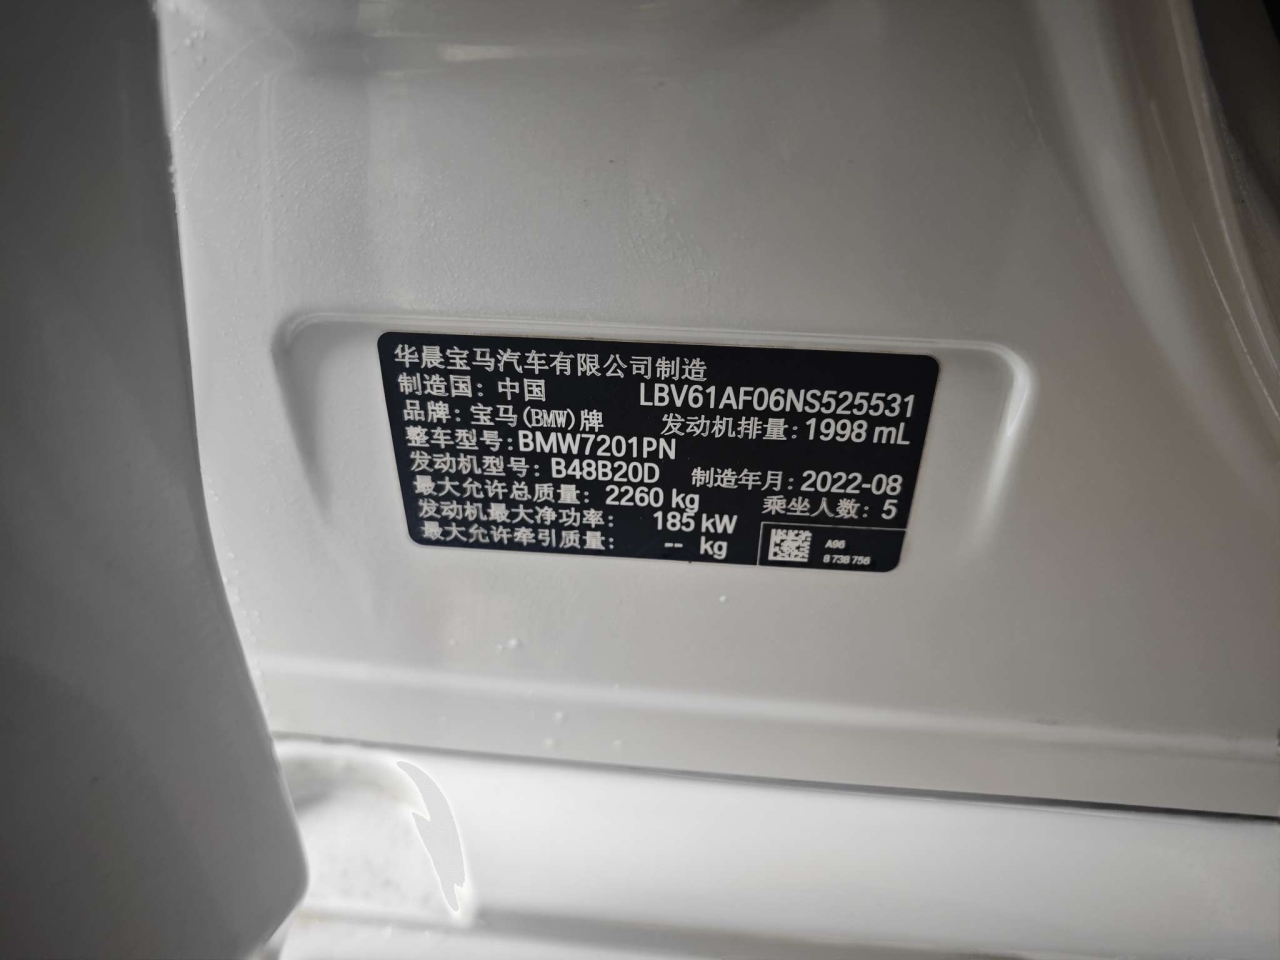 华晨宝马汽车有限公司制造
制造国: 中国 LBV61AF06NS525531
品牌: 宝马(BMW)牌 发动机排量: 1998 mL
整车型号: BMW7201PN
发动机型号: B48B20D 制造年月: 2022-08
最大允许总质量: 2260 kg 乘坐人数: 5
发动机最大净功率: 185 kW
最大允许牵引质量: -- kg
A96
8 738 756